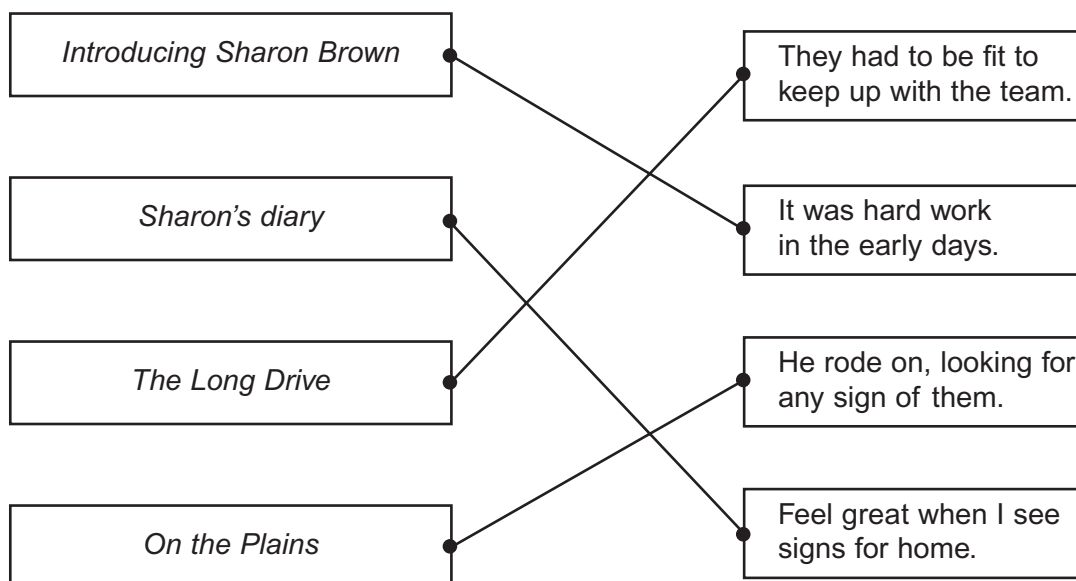 Introducing Sharon Brown
Sharon's diary
The Long Drive
On the Plains
They had to be fit to
keep up with the team.
It was hard work
in the early days.
He rode on, looking for
any sign of them.
Feel great when I see
signs for home.